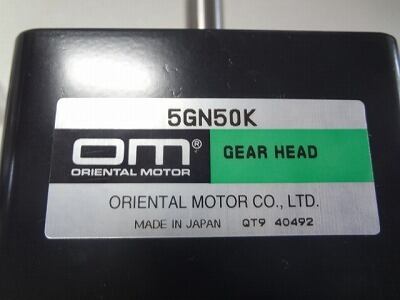 5GN50K
om®
ORIENTAL MOTOR
GEAR HEAD
ORIENTAL MOTOR CO., LTD.
MADE IN JAPAN QT9 40492